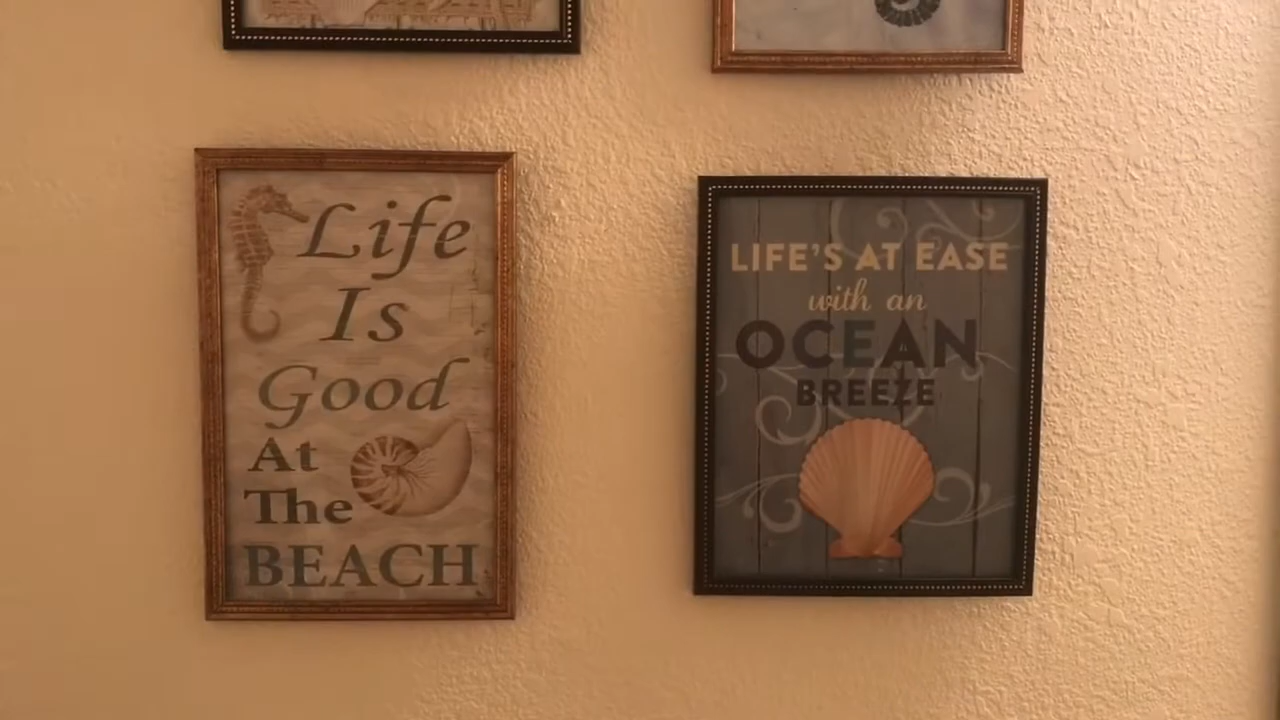 Life
Is
Good
At
The
BEACH
LIFE'S AT EASE
with an
OCEAN
BREEZE